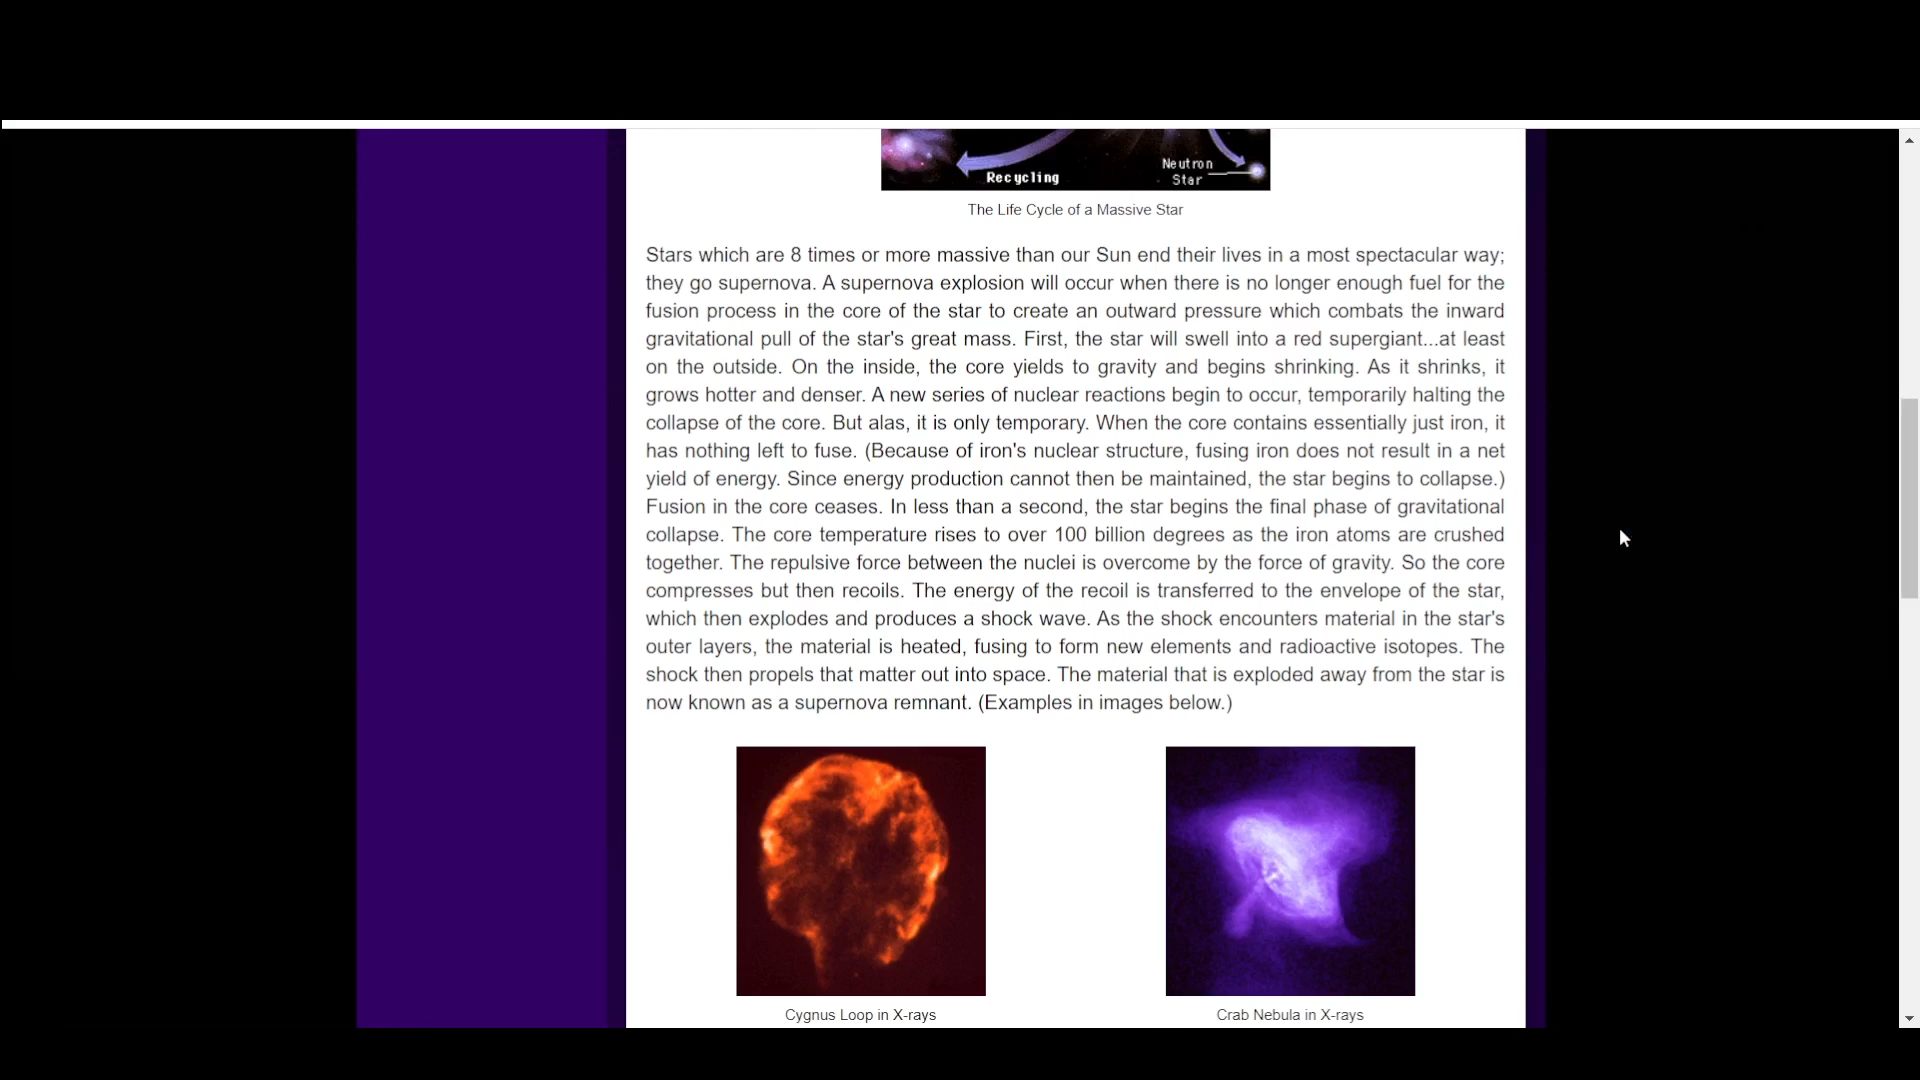 Recycling
Neutron
Star
The Life Cycle of a Massive Star
Stars which are 8 times or more massive than our Sun end their lives in a most spectacular way;
they go supernova. A supernova explosion will occur when there is no longer enough fuel for the
fusion process in the core of the star to create an outward pressure which combats the inward
gravitational pull of the star's great mass. First, the star will swell into a red supergiant...at least
on the outside. On the inside, the core yields to gravity and begins shrinking. As it shrinks, it
grows hotter and denser. A new series of nuclear reactions begin to occur, temporarily halting the
collapse of the core. But alas, it is only temporary. When the core contains essentially just iron, it
has nothing left to fuse. (Because of iron's nuclear structure, fusing iron does not result in a net
yield of energy. Since energy production cannot then be maintained, the star begins to collapse.)
Fusion in the core ceases. In less than a second, the star begins the final phase of gravitational
collapse. The core temperature rises to over 100 billion degrees as the iron atoms are crushed
together. The repulsive force between the nuclei is overcome by the force of gravity. So the core
compresses but then recoils. The energy of the recoil is transferred to the envelope of the star,
which then explodes and produces a shock wave. As the shock encounters material in the star's
outer layers, the material is heated, fusing to form new elements and radioactive isotopes. The
shock then propels that matter out into space. The material that is exploded away from the star is
now known as a supernova remnant. (Examples in images below.)
Cygnus Loop in X-rays
Crab Nebula in X-rays